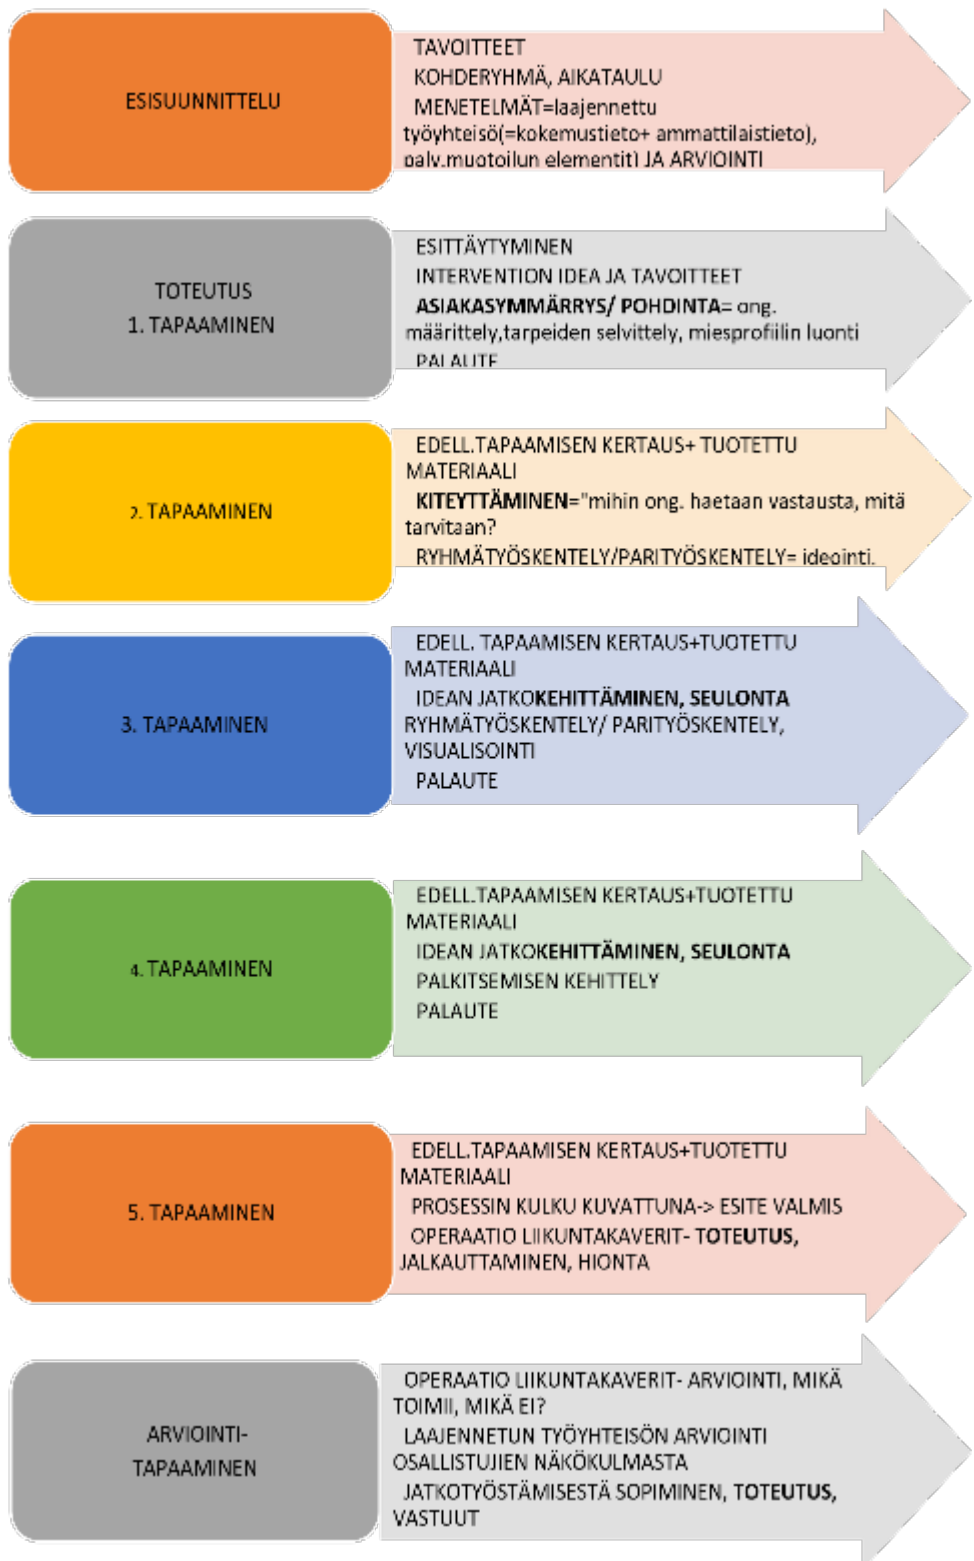 ESISUUNNITTELU
TAVOITTEET
KOHDERYHMÄ, AIKATAULU
MENETELMÄT=laajennettu
työyhteisö(=kokemustieto+ ammattilaistieto),
palv.muotoilun elementit) JA ARVIOINTI
TOTEUTUS
1. TAPAAMINEN
ESITTÄYTYMINEN
INTERVENTION IDEA JA TAVOITTEET
ASIAKASYMMÄRRYS/ POHDINTA= ong.
määrittely,tarpeiden selvittely, miesprofiilin luonti
PALAUTE
2. TAPAAMINEN
EDELL.TAPAAMISEN KERTAUS+ TUOTETTU
MATERIAALI
KITEYTTÄMINEN="mihin ong. haetaan vastausta, mitä
tarvitaan?
RYHMÄTYÖSKENTELY/PARITYÖSKENTELY= ideointi.
3. TAPAAMINEN
EDELL. TAPAAMISEN KERTAUS+TUOTETTU
MATERIAALI
IDEAN JATKOKEHITTÄMINEN, SEULONTA
RYHMÄTYÖSKENTELY/ PARITYÖSKENTELY,
VISUALISOINTI
PALAUTE
4. TAPAAMINEN
EDELL.TAPAAMISEN KERTAUS+TUOTETTU
MATERIAALI
IDEAN JATKOKEHITTÄMINEN, SEULONTA
PALKITSEMISEN KEHITTELY
PALAUTE
5. TAPAAMINEN
EDELL.TAPAAMISEN KERTAUS+TUOTETTU
MATERIAALI
PROSESSIN KULKU KUVATTUNA-> ESITE VALMIS
OPERAATIO LIIKUNTAKAVERIT- TOTEUTUS,
JALKAUTTAMINEN, HIONTA
ARVIOINTI-
TAPAAMINEN
OPERAATIO LIIKUNTAKAVERIT- ARVIOINTI, MIKÄ
TOIMII, MIKÄ EI?
LAAJENNETUN TYÖYHTEISÖN ARVIOINTI
OSALLISTUJIEN NÄKÖKULMASTA
JATKOTYÖSTÄMISESTÄ SOPIMINEN, TOTEUTUS,
VASTUUT